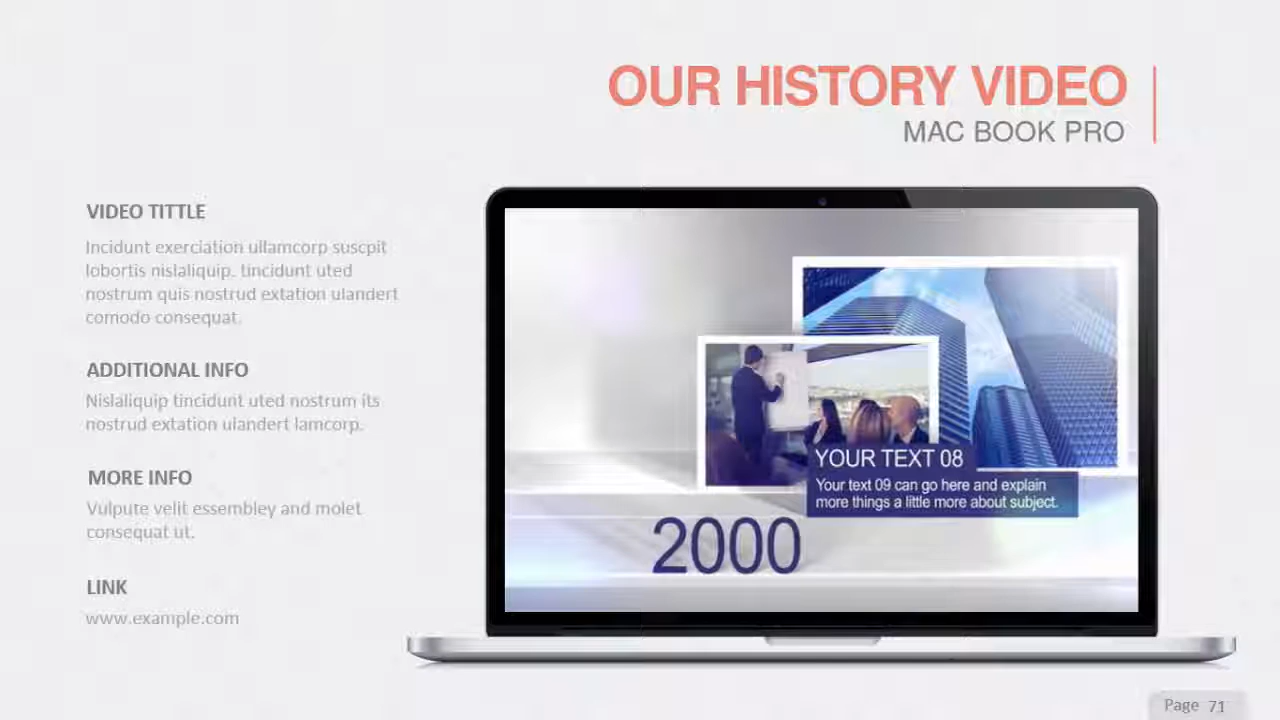 OUR HISTORY VIDEO
MAC BOOK PRO
VIDEO TITTLE
Incidunt exerciation ullamcorp suscpit
lobortis nislaliquip. tincidunt uted
nostrum quis nostrud extation ulandert
comodo consequat.
ADDITIONAL INFO
Nislaliquip tincidunt uted nostrum its
nostrud extation ulandert lamcorp.
MORE INFO
Vulpute velit essembley and molet
consequat ut.
LINK
www.example.com
YOUR TEXT 08
Your text 09 can go here and explain
more things a little more about subject.
2000
Page 71